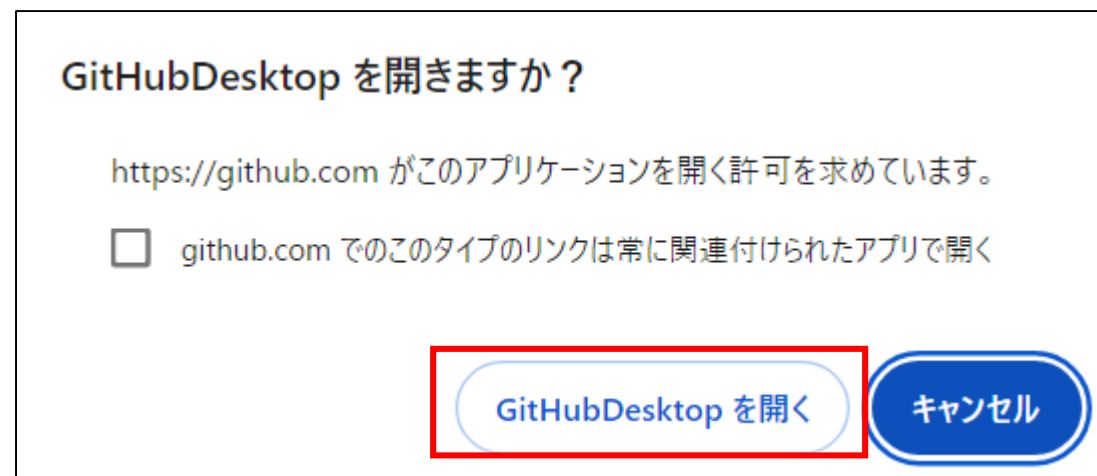 GitHubDesktop を開きますか？
https://github.com がこのアプリケーションを開く許可を求めています。
github.com でのこのタイプのリンクは常に関連付けられたアプリで開く
GitHubDesktop を開く キャンセル